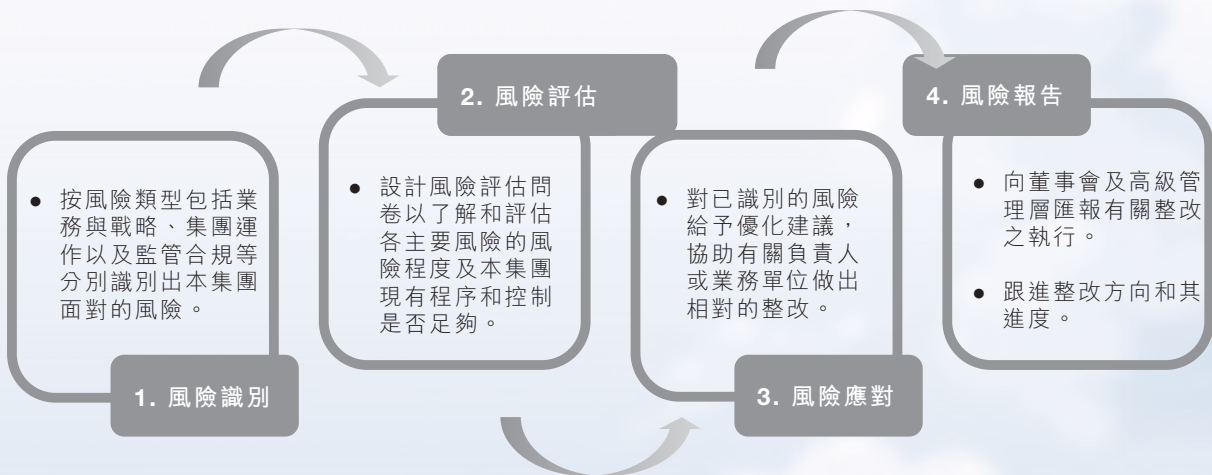 1. 風險識別
● 按風險類型包括業
務與戰略、集團運
作以及監管合規等
分別識別出本集團
面對的風險。
2. 風險評估
● 設計風險評估問
卷以了解和評估
各主要風險的風
險程度及本集團
現有程序和控制
是否足夠。
3. 風險應對
● 對已識別的風險
給予優化建議，
協助有關負責人
或業務單位做出
相對的整改。
4. 風險報告
● 向董事會及高級管
理層匯報有關整改
之執行。
● 跟進整改方向和其
進度。